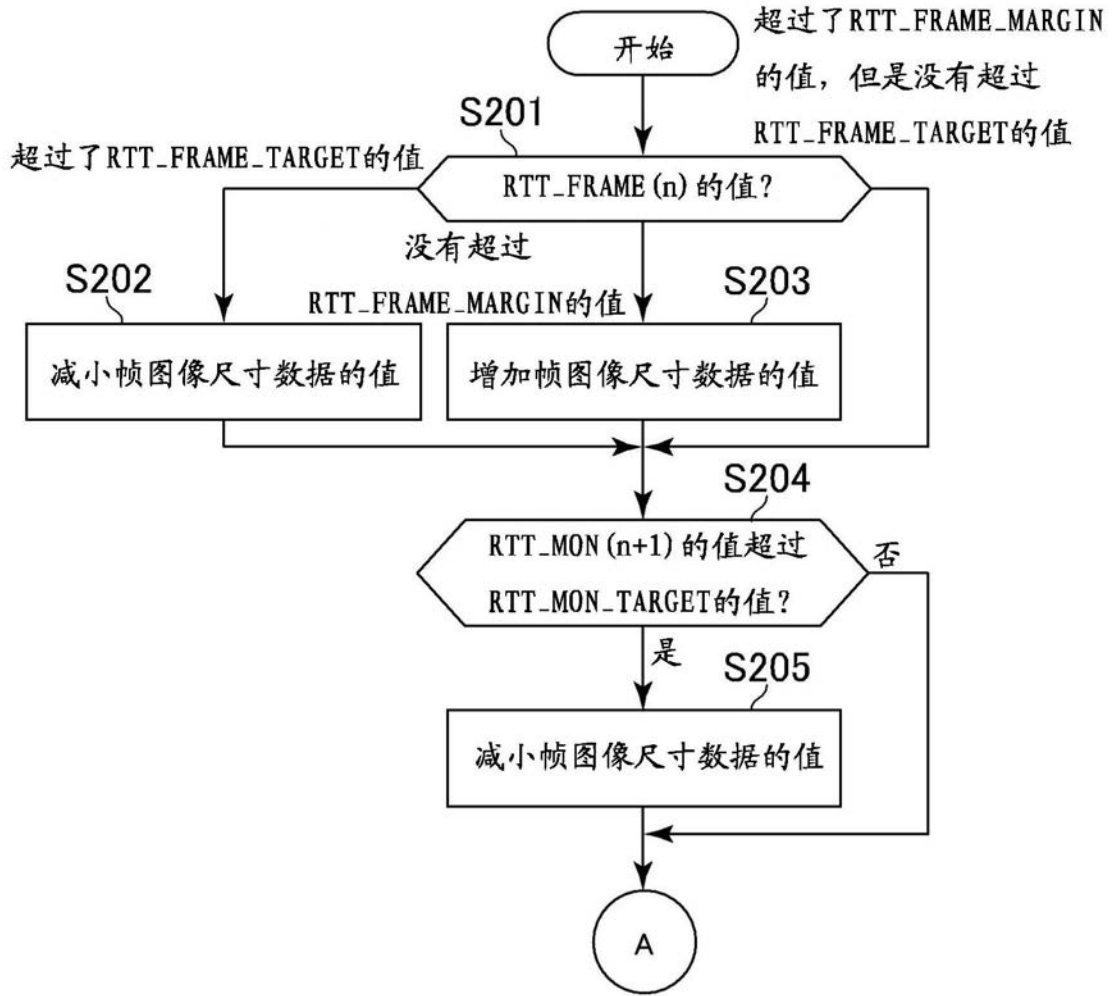 开始
超过了RTT_FRAME_MARGIN
的值，但是没有超过
RTT_FRAME_TARGET的值
S201
超过了RTT_FRAME_TARGET的值
RTT_FRAME(n)的值?
没有超过
RTT_FRAME_MARGIN的值
S202
S203
减小帧图像尺寸数据的值
增加帧图像尺寸数据的值
S204
RTT_MON(n+1)的值超过
RTT_MON_TARGET的值?
否
是
S205
减小帧图像尺寸数据的值
A